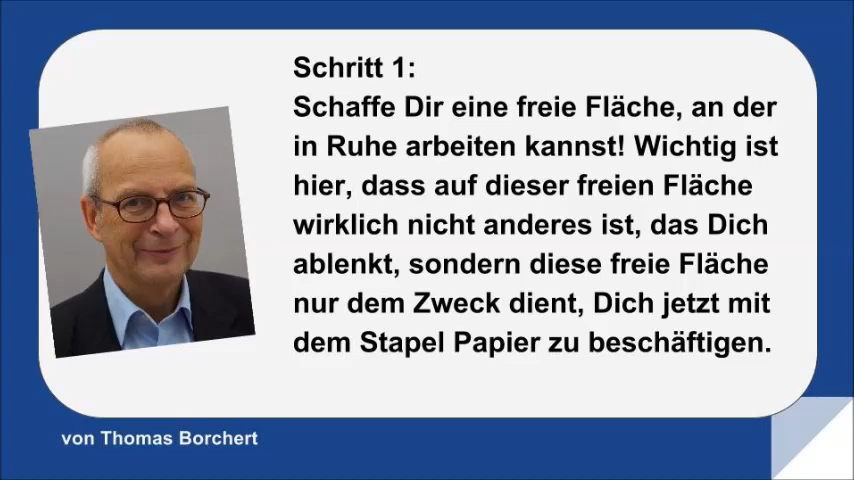 Schritt 1:
Schaffe Dir eine freie Fläche, an der
in Ruhe arbeiten kannst! Wichtig ist
hier, dass auf dieser freien Fläche
wirklich nicht anderes ist, das Dich
ablenkt, sondern diese freie Fläche
nur dem Zweck dient, Dich jetzt mit
dem Stapel Papier zu beschäftigen.
von Thomas Borchert